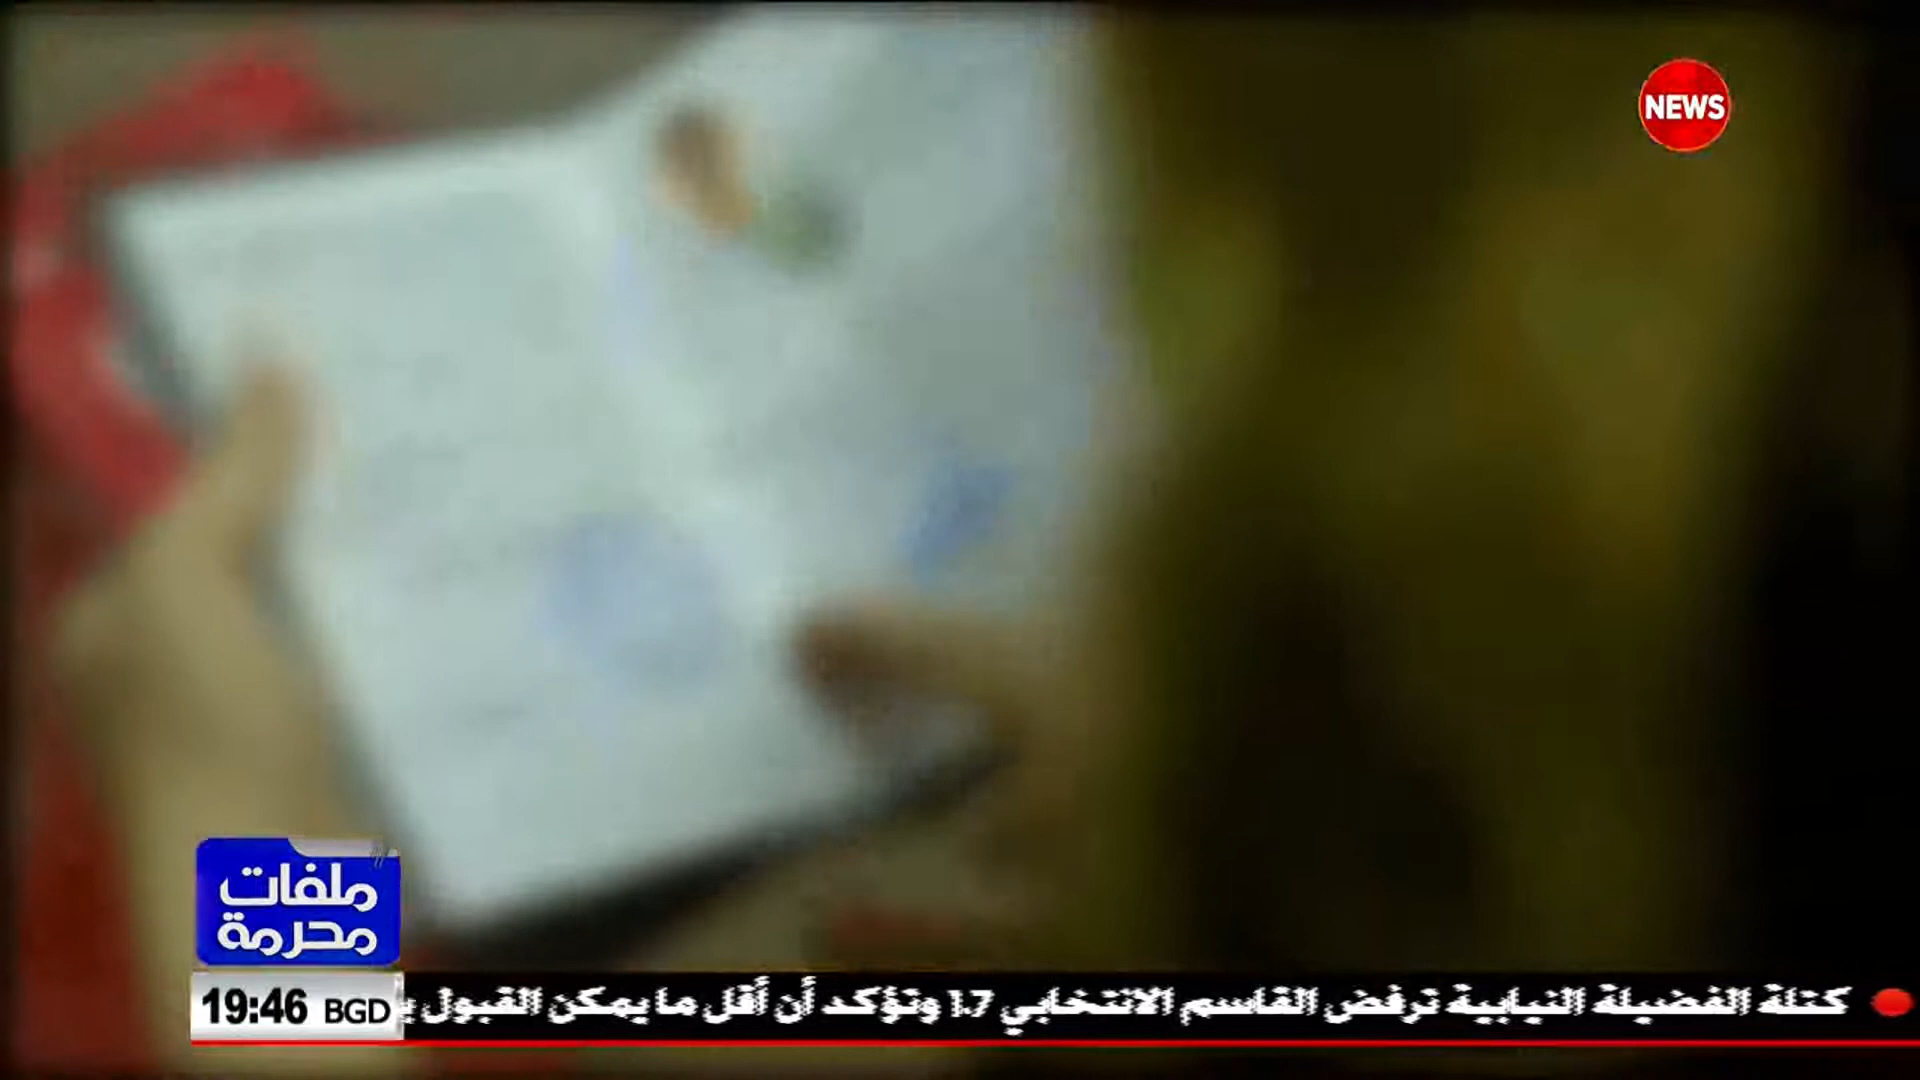 NEWS
ملفات
محرمة
19:46 BGD
كتلة الفضيلة النيابية ترفض القاسم الانتخابي 1.7 وتؤكد أن أقل ما يمكن القبول